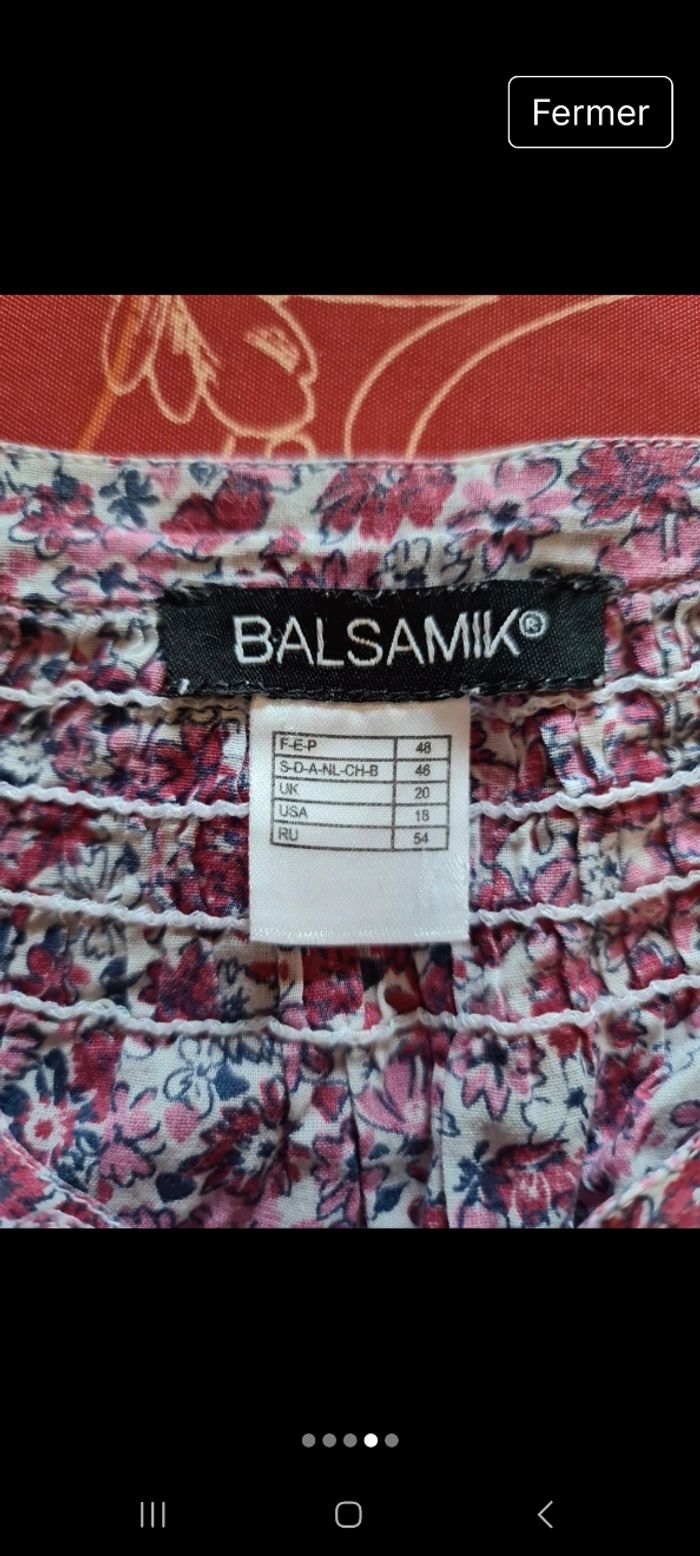 Fermer
BALSAMIK®
F-E-P 48
S-D-A-NL-CH-B 46
UK 20
USA 18
RU 54